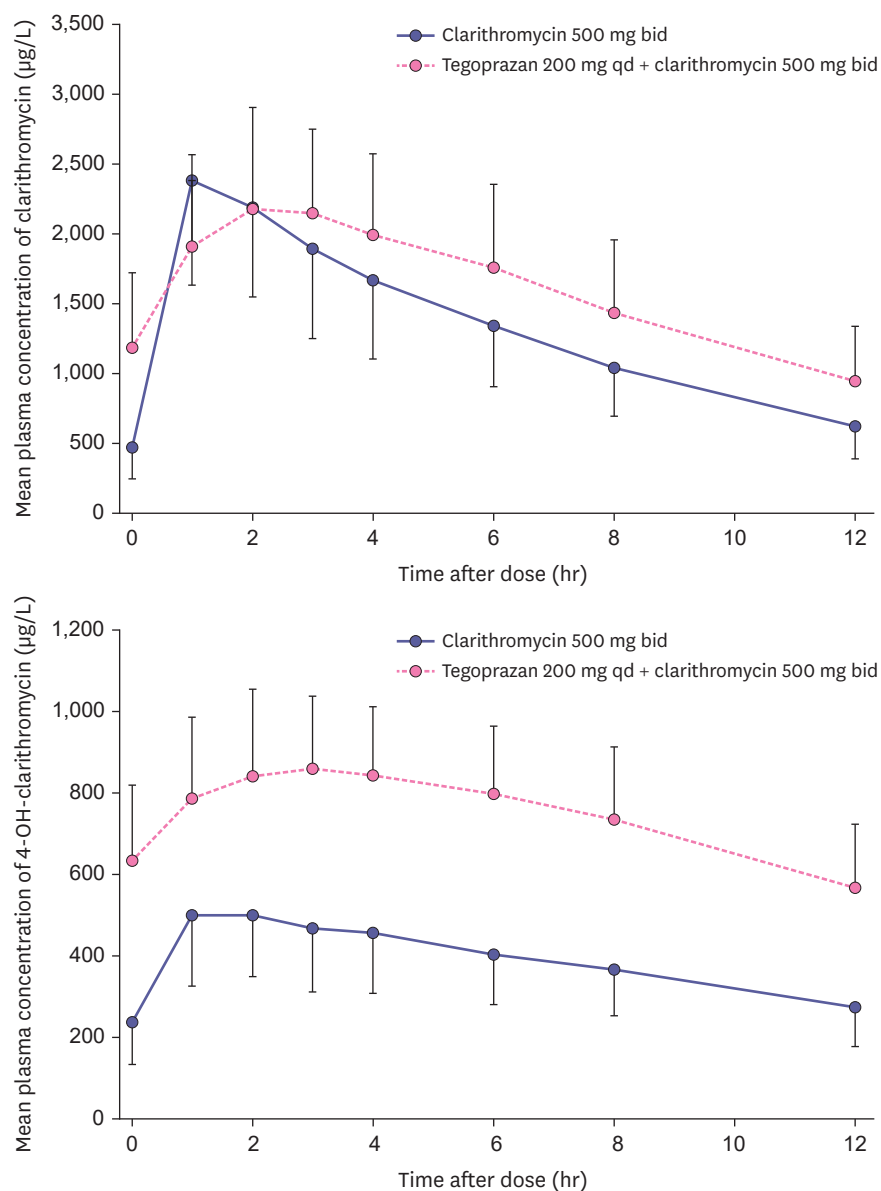 Mean plasma concentration of clarithromycin (µg/L)
3,500
3,000
2,500
2,000
1,500
1,000
500
0
Clarithromycin 500 mg bid
Tegoprazan 200 mg qd + clarithromycin 500 mg bid
0 2 4 6 8 10 12
Time after dose (hr)
Mean plasma concentration of 4-OH-clarithromycin (µg/L)
1,200
1,000
800
600
400
200
0
Clarithromycin 500 mg bid
Tegoprazan 200 mg qd + clarithromycin 500 mg bid
0 2 4 6 8 10 12
Time after dose (hr)